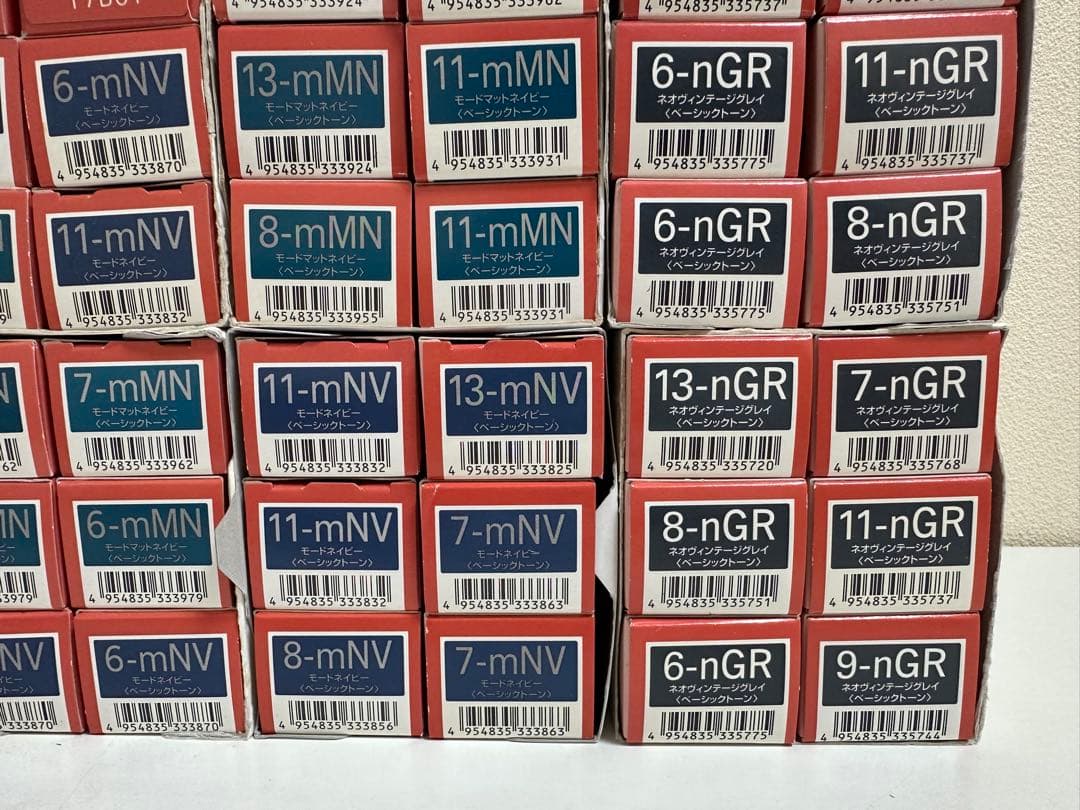 4 954835 333924
4 954835 333962
4 954835 335737
6-mNV
モードネイビー
〈ベーシックトーン〉
4 954835 333870
13-mMN
モードマットネイビー
〈ベーシックトーン〉
4 954835 333924
11-mMN
モードマットネイビー
〈ベーシックトーン〉
4 954835 333931
6-nGR
ネオヴィンテージグレイ
〈ベーシックトーン〉
4 954835 335775
11-nGR
ネオヴィンテージグレイ
〈ベーシックトーン〉
4 954835 335737
11-mNV
モードネイビー
〈ベーシックトーン〉
4 954835 333832
8-mMN
モードマットネイビー
〈ベーシックトーン〉
4 954835 333955
11-mMN
モードマットネイビー
〈ベーシックトーン〉
4 954835 333931
6-nGR
ネオヴィンテージグレイ
〈ベーシックトーン〉
4 954835 335775
8-nGR
ネオヴィンテージグレイ
〈ベーシックトーン〉
4 954835 335751
7-mMN
モードマットネイビー
〈ベーシックトーン〉
4 954835 333962
11-mNV
モードネイビー
〈ベーシックトーン〉
4 954835 333832
13-mNV
モードネイビー
〈ベーシックトーン〉
4 954835 333825
13-nGR
ネオヴィンテージグレイ
〈ベーシックトーン〉
4 954835 335720
7-nGR
ネオヴィンテージグレイ
〈ベーシックトーン〉
4 954835 335768
MN
ビー
ーン〉
33979
6-mMN
モードマットネイビー
〈ベーシックトーン〉
4 954835 333979
11-mNV
モードネイビー
〈ベーシックトーン〉
4 954835 333832
7-mNV
モードネイビー
〈ベーシックトーン〉
4 954835 333863
8-nGR
ネオヴィンテージグレイ
〈ベーシックトーン〉
4 954835 335751
11-nGR
ネオヴィンテージグレイ
〈ベーシックトーン〉
4 954835 335737
NV
ビー
トーン〉
333870
6-mNV
モードネイビー
〈ベーシックトーン〉
4 954835 333870
8-mNV
モードネイビー
〈ベーシックトーン〉
4 954835 333856
7-mNV
モードネイビー
〈ベーシックトーン〉
4 954835 333863
6-nGR
ネオヴィンテージグレイ
〈ベーシックトーン〉
4 954835 335775
9-nGR
ネオヴィンテージグレイ
〈ベーシックトーン〉
4 954835 335744